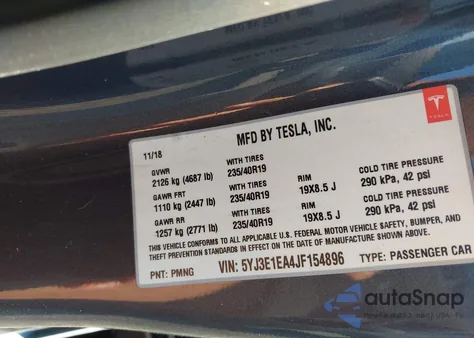 MFD BY TESLA, INC.
11/18
GVWR
2126 kg (4687 lb)
WITH TIRES
235/40R19
RIM
19X8.5 J
COLD TIRE PRESSURE
290 kPa, 42 psi
GAWR FRT
1110 kg (2447 lb)
WITH TIRES
235/40R19
RIM
19X8.5 J
COLD TIRE PRESSURE
290 kPa, 42 psi
GAWR RR
1257 kg (2771 lb)
WITH TIRES
235/40R19
THIS VEHICLE CONFORMS TO ALL APPLICABLE U.S. FEDERAL MOTOR VEHICLE SAFETY, BUMPER, AND
THEFT PREVENTION STANDARDS IN EFFECT ON THE DATE OF MANUFACTURE SHOWN ABOVE.
PNT: PMNG
VIN: 5YJ3E1EA4JF154896
TYPE: PASSENGER CAR
autoSnap